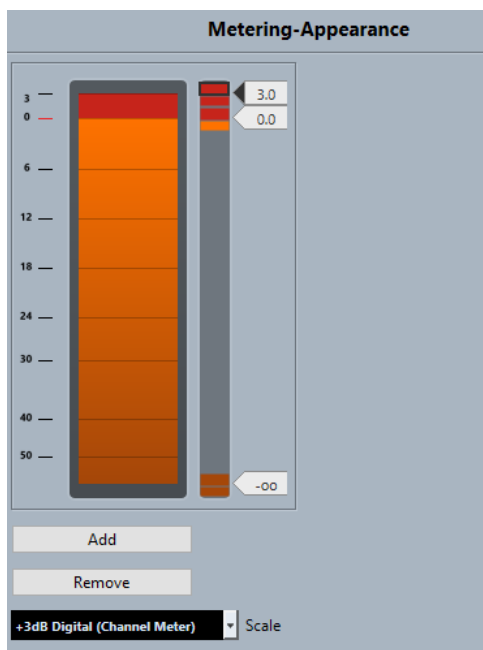 Metering-Appearance
3
0
6
12
18
24
30
40
50
3.0
0.0
-oo
Add
Remove
+3dB Digital (Channel Meter)
Scale